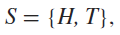 S = {H, T},